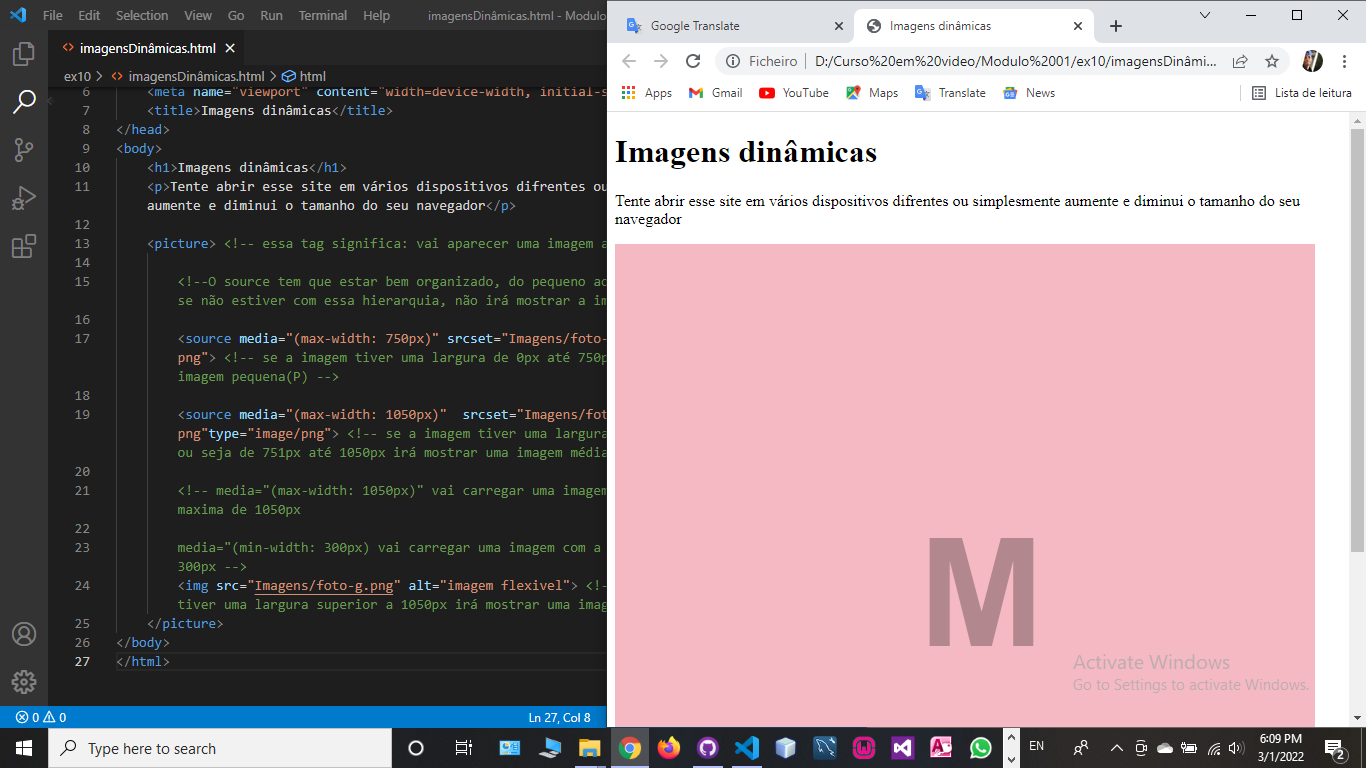 File Edit Selection View Go Run Terminal Help imagensDinâmicas.html - Modulo
imagensDinâmicas.html
ex10 > imagensDinâmicas.html > html
6 <meta name="viewport" content="width=device-width, initial-s
7 <title>Imagens dinâmicas</title>
8 </head>
9 <body>
10 <h1>Imagens dinâmicas</h1>
11 <p>Tente abrir esse site em vários dispositivos difrentes ou
aumente e diminui o tamanho do seu navegador</p>
12
13 <picture> <!-- essa tag significa: vai aparecer uma imagem a
14
15 <!--O source tem que estar bem organizado, do pequeno ao
se não estiver com essa hierarquia, não irá mostrar a im
16
17 <source media="(max-width: 750px)" srcset="Imagens/foto-
png"> <!-- se a imagem tiver uma largura de 0px até 750p
imagem pequena(P) -->
18
19 <source media="(max-width: 1050px)" srcset="Imagens/fot
png"type="image/png"> <!-- se a imagem tiver uma largura
ou seja de 751px até 1050px irá mostrar uma imagem média
20
21 <!-- media="(max-width: 1050px)" vai carregar uma imagem
maxima de 1050px
22
23 media="(min-width: 300px) vai carregar uma imagem com a
300px -->
24 <img src="Imagens/foto-g.png" alt="imagem flexivel"> <!-
tiver uma largura superior a 1050px irá mostrar uma imag
25 </picture>
26 </body>
27 </html>
0 0 Ln 27, Col 8
Google Translate
Imagens dinâmicas
Ficheiro | D:/Curso%20em%20video/Modulo%2001/ex10/imagensDinâmi...
Apps Gmail YouTube Maps Translate News Lista de leitura
Imagens dinâmicas
Tente abrir esse site em vários dispositivos difrentes ou simplesmente aumente e diminui o tamanho do seu
navegador
M
Activate Windows
Go to Settings to activate Windows.
Type here to search
EN
6:09 PM
3/1/2022
2